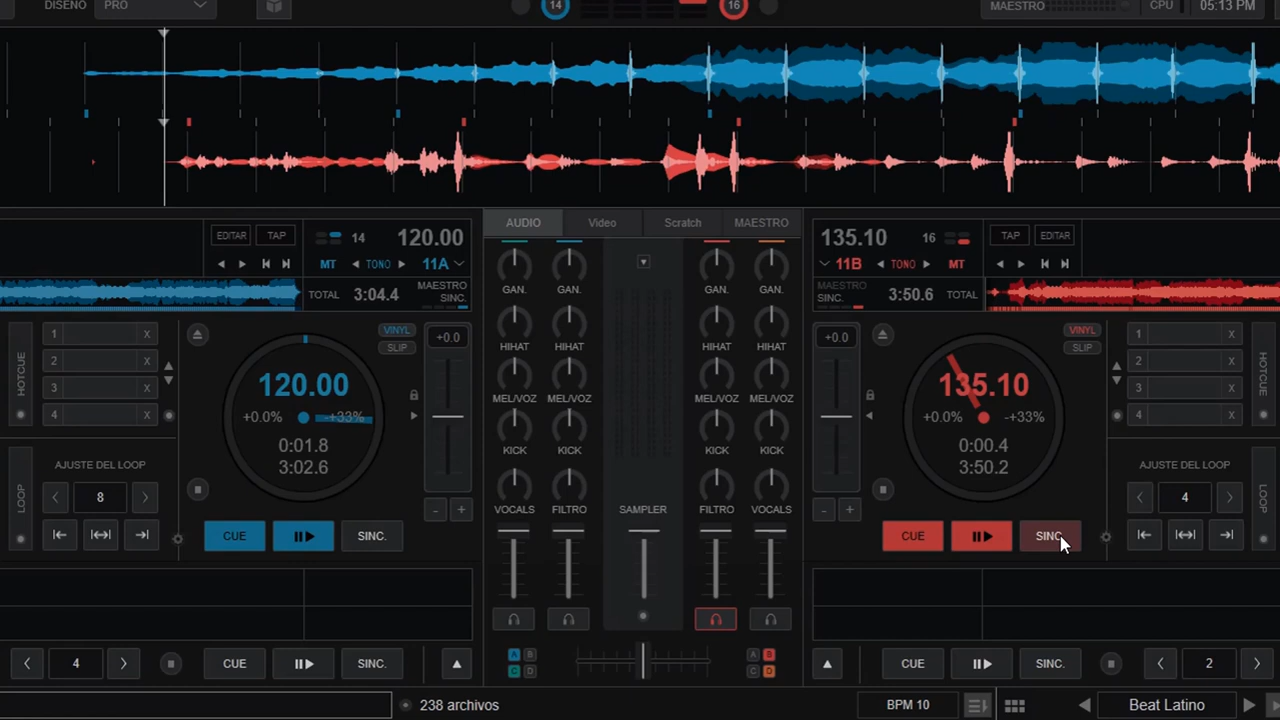 DISEÑO PRO 14 16 MAESTRO CPU 05:13 PM
AUDIO Video Scratch MAESTRO
EDITAR TAP 14 120.00
MT TONO 11A
TOTAL 3:04.4 MAESTRO SINC.
135.10 16 TAP EDITAR
11B TONO MT
MAESTRO SINC. 3:50.6 TOTAL
GAN. GAN. GAN. GAN.
HIHAT HIHAT HIHAT HIHAT
MEL/VOZ MEL/VOZ MEL/VOZ MEL/VOZ
KICK KICK KICK KICK
VOCALS FILTRO SAMPLER FILTRO VOCALS
HOTCUE
1 X
2 X
3 X
4 X
VINYL
SLIP
+0.0
120.00
+0.0% -+33%
0:01.8
3:02.6
LOOP
AJUSTE DEL LOOP
8
CUE SINC.
- +
+0.0
VINYL
SLIP
135.10
+0.0% -+33%
0:00.4
3:50.2
- +
CUE SINC.
1 X
2 X
3 X
4 X
HOTCUE
AJUSTE DEL LOOP
4
LOOP
4 CUE SINC.
A B
C D
A B
C D
CUE SINC. 2
238 archivos BPM 10 Beat Latino